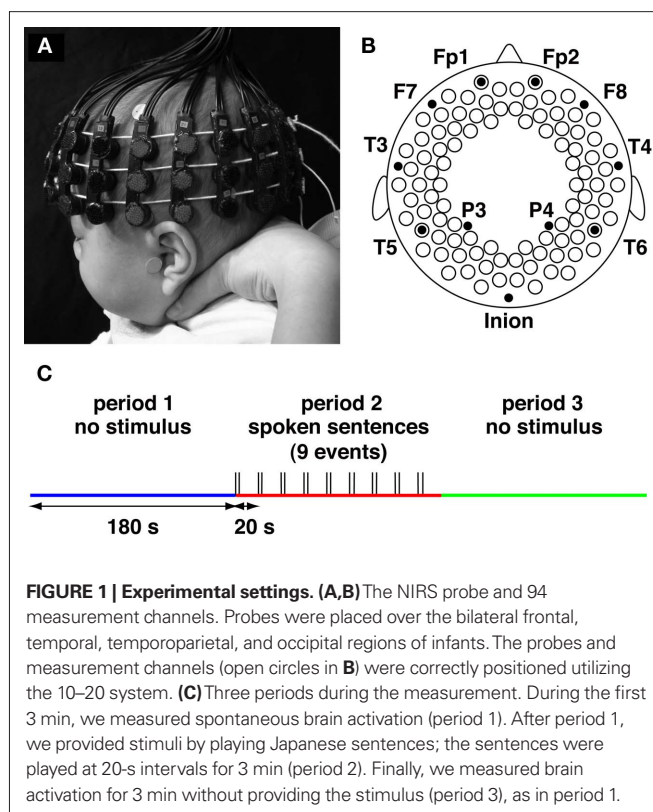 A
B
Fp1 Fp2
F7 F8
T3 T4
P3 P4
T5 T6
Inion
C
period 1 period 2 period 3
no stimulus spoken sentences no stimulus
(9 events)
180 s 20 s
FIGURE 1 | Experimental settings. (A,B) The NIRS probe and 94
measurement channels. Probes were placed over the bilateral frontal,
temporal, temporoparietal, and occipital regions of infants. The probes and
measurement channels (open circles in B) were correctly positioned utilizing
the 10–20 system. (C) Three periods during the measurement. During the first
3 min, we measured spontaneous brain activation (period 1). After period 1,
we provided stimuli by playing Japanese sentences; the sentences were
played at 20-s intervals for 3 min (period 2). Finally, we measured brain
activation for 3 min without providing the stimulus (period 3), as in period 1.